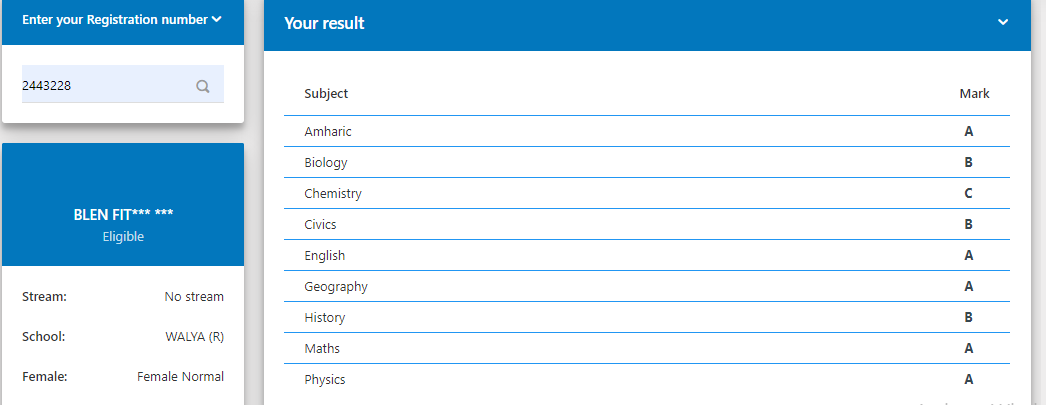 Enter your Registration number
2443228
BLEN FIT*** ***
Eligible
Stream: No stream
School: WALYA (R)
Female: Female Normal
Your result
Subject Mark
Amharic A
Biology B
Chemistry C
Civics B
English A
Geography A
History B
Maths A
Physics A